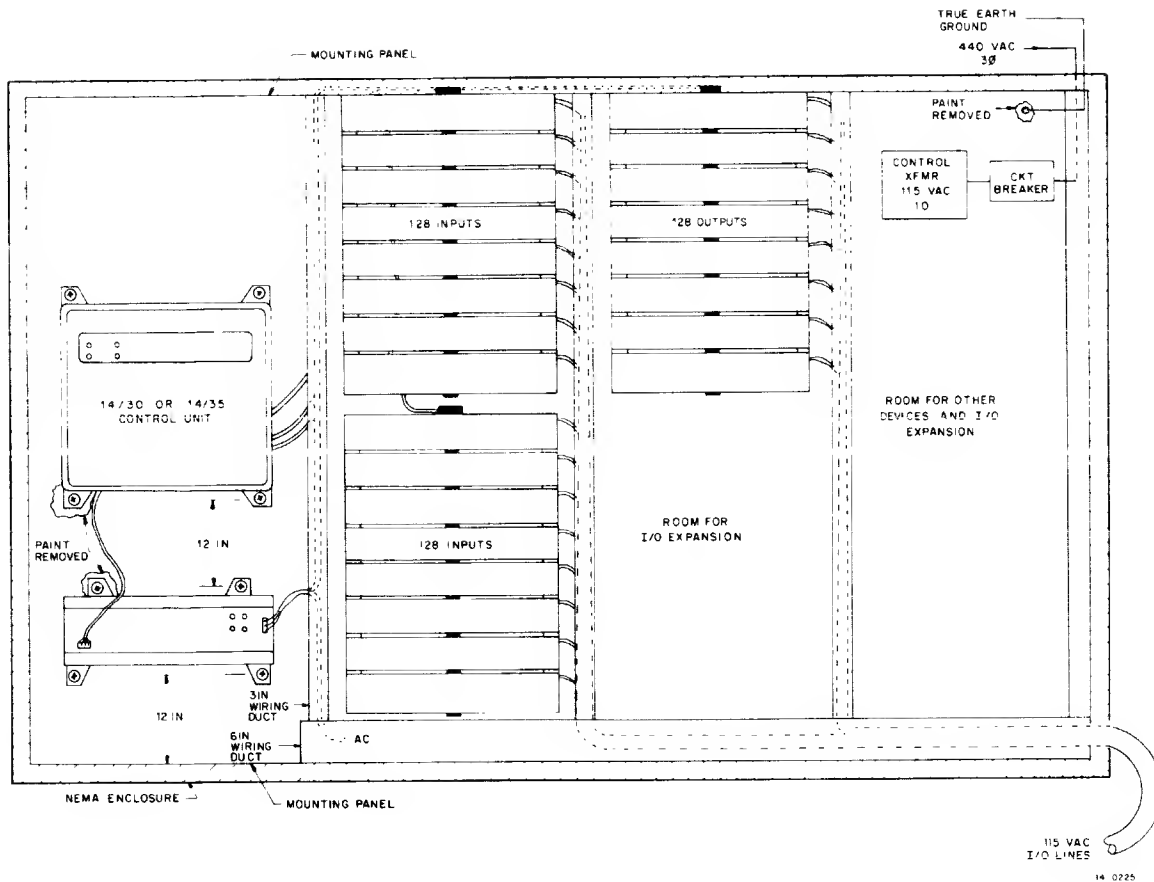 TRUE EARTH
GROUND
440 VAC
3Ø
MOUNTING PANEL
PAINT
REMOVED
CONTROL
XFMR
115 VAC
1O
CKT
BREAKER
128 INPUTS
128 OUTPUTS
14/30 OR 14/35
CONTROL UNIT
ROOM FOR OTHER
DEVICES AND I/O
EXPANSION
PAINT
REMOVED
12 IN
128 INPUTS
ROOM FOR
I/O EXPANSION
12 IN
3IN
WIRING
DUCT
6IN
WIRING
DUCT
AC
NEMA ENCLOSURE
MOUNTING PANEL
115 VAC
I/O LINES
14 0225